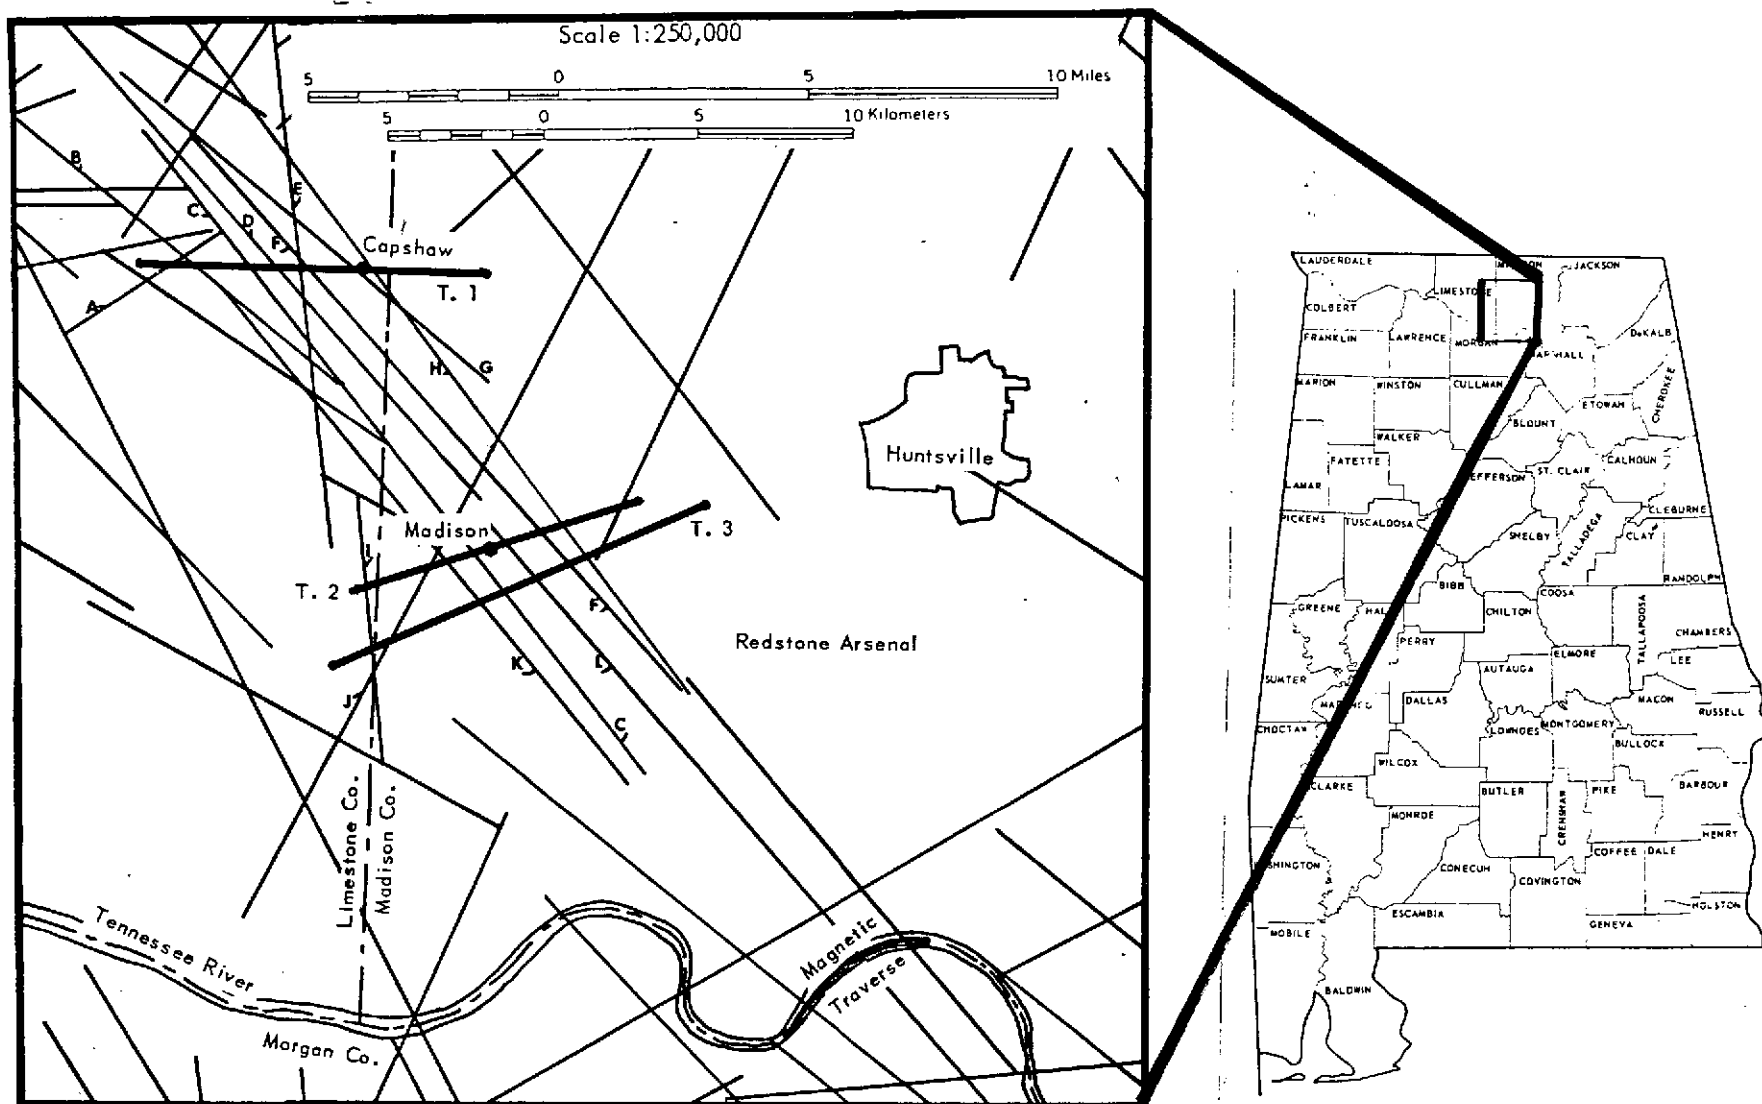 Scale 1:250,000
5 0 5 10 Miles
5 0 5 10 Kilometers
B
E
C
D
F
Capshaw
T. 1
A
H
G
Huntsville
Madison
T. 3
T. 2
F
Redstone Arsenal
K
J
C
Limestone Co.
Madison Co.
Tennessee River
Magnetic
Traverse
Morgan Co.
LAUDERDALE
JACKSON
LIMESTONE
COLBERT
DeKALB
FRANKLIN
LAWRENCE
MORGAN
MARSHALL
MARION
WINSTON
CULLMAN
CHEROKEE
ETOWAH
BLOUNT
WALKER
FAYETTE
ST. CLAIR
CALHOUN
LAMAR
JEFFERSON
CLEBURNE
PICKENS
TUSCALOOSA
SHELBY
TALLADEGA
CLAY
RANDOLPH
BIBB
COOSA
GREENE
HAL
CHILTON
TALLAPOOSA
CHAMBERS
PERRY
ELMORE
LEE
AUTAUGA
SUMTER
MACON
DALLAS
RUSSELL
CHOCTAW
LOWNDES
MONTGOMERY
BULLOCK
WILCOX
CLARKE
BUTLER
PIKE
BARBOUR
MONROE
CRENSHAW
HENRY
COFFEE
DALE
CONECUH
COVINGTON
ESCAMBIA
HOUSTON
GENEVA
MOBILE
BALDWIN